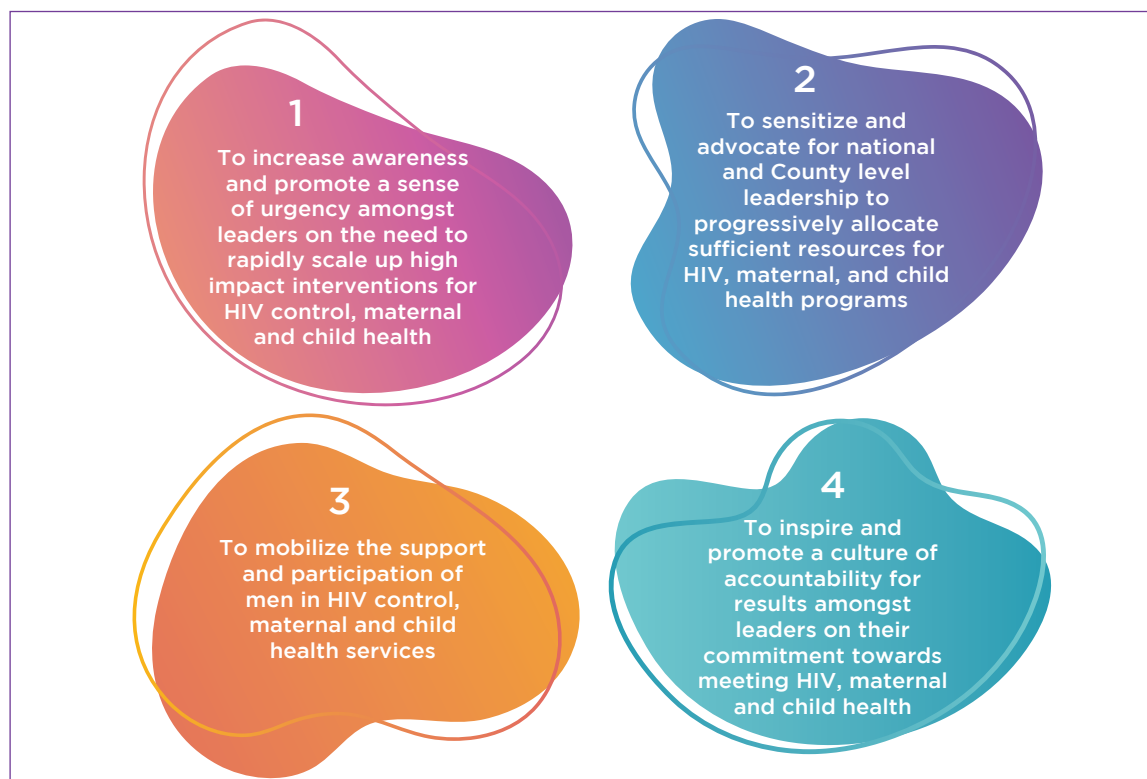 1
To increase awareness
and promote a sense
of urgency amongst
leaders on the need to
rapidly scale up high
impact interventions for
HIV control, maternal
and child health
2
To sensitize and
advocate for national
and County level
leadership to
progressively allocate
sufficient resources for
HIV, maternal, and child
health programs
3
To mobilize the support
and participation of
men in HIV control,
maternal and child
health services
4
To inspire and
promote a culture of
accountability for
results amongst
leaders on their
commitment towards
meeting HIV, maternal
and child health